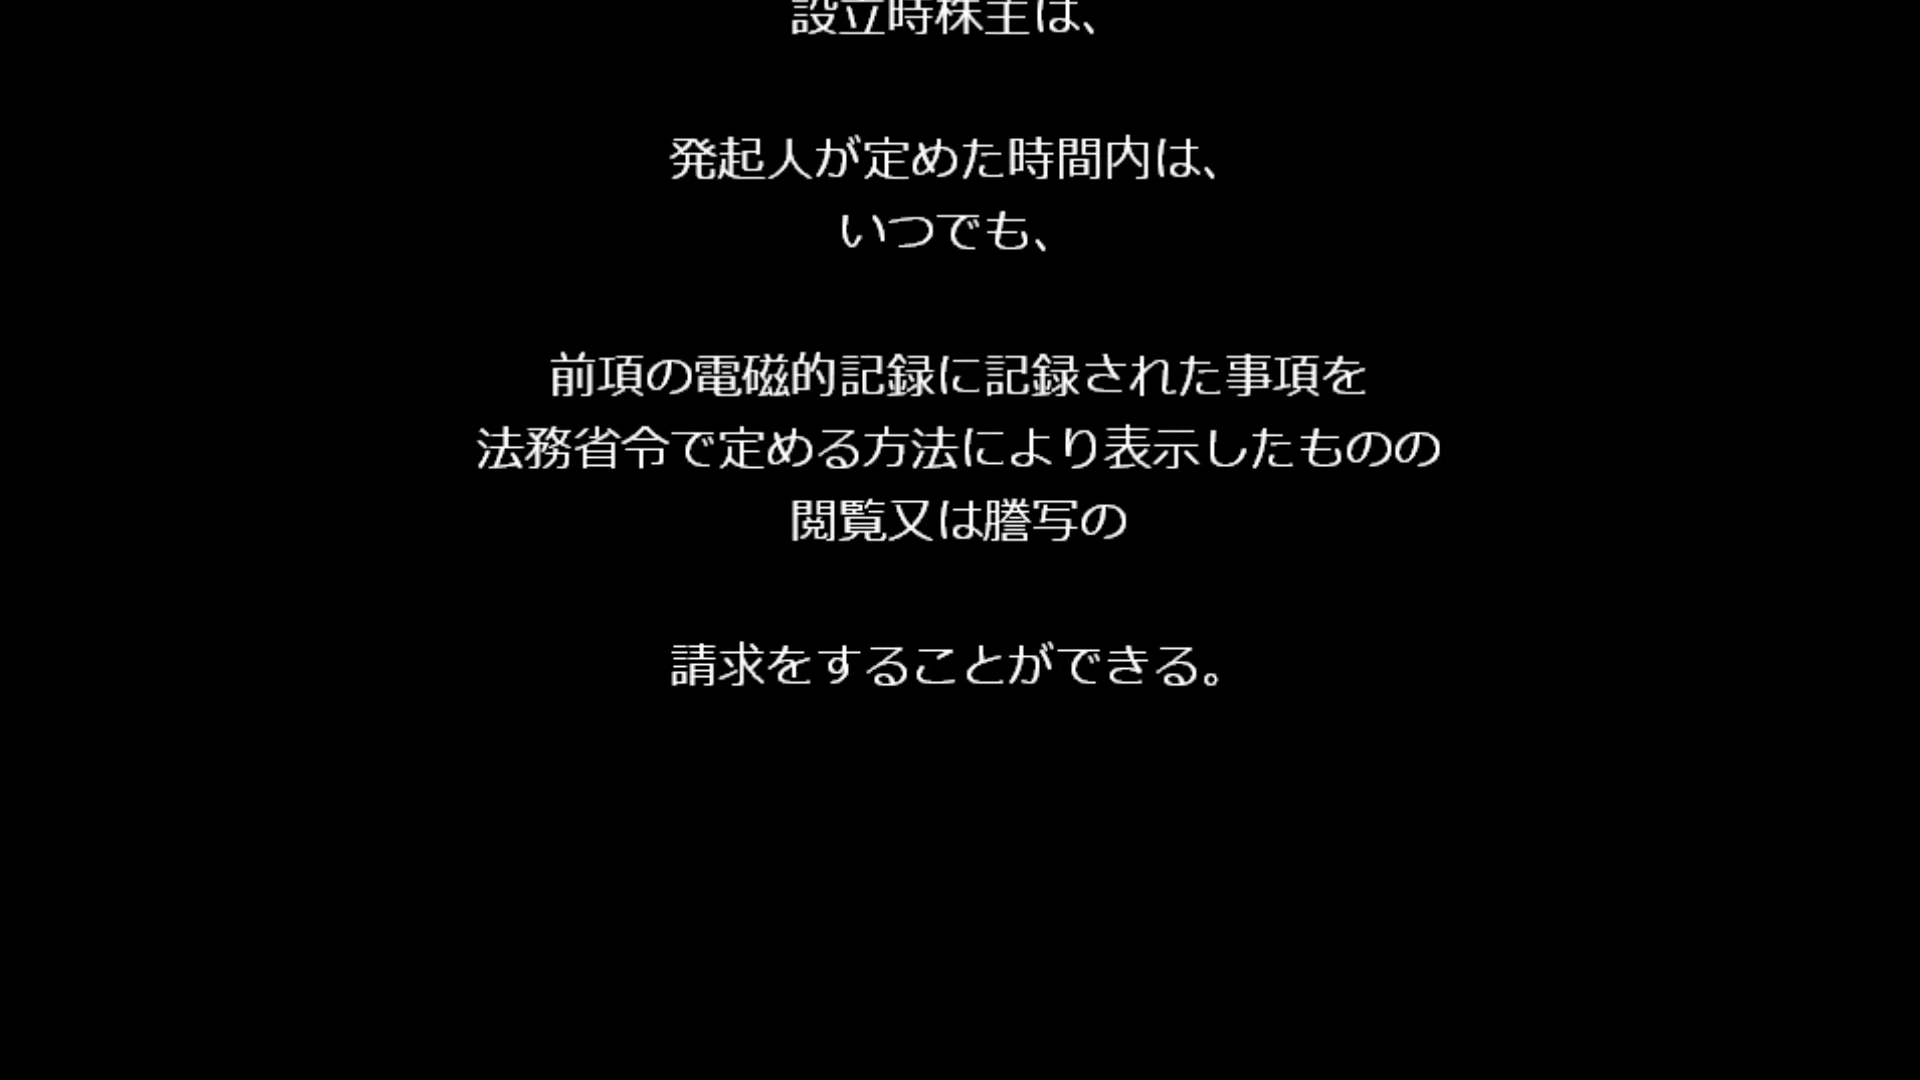 設立時株主は、
発起人が定めた時間内は、
いつでも、
前項の電磁的記録に記録された事項を
法務省令で定める方法により表示したものの
閲覧又は謄写の
請求をすることができる。